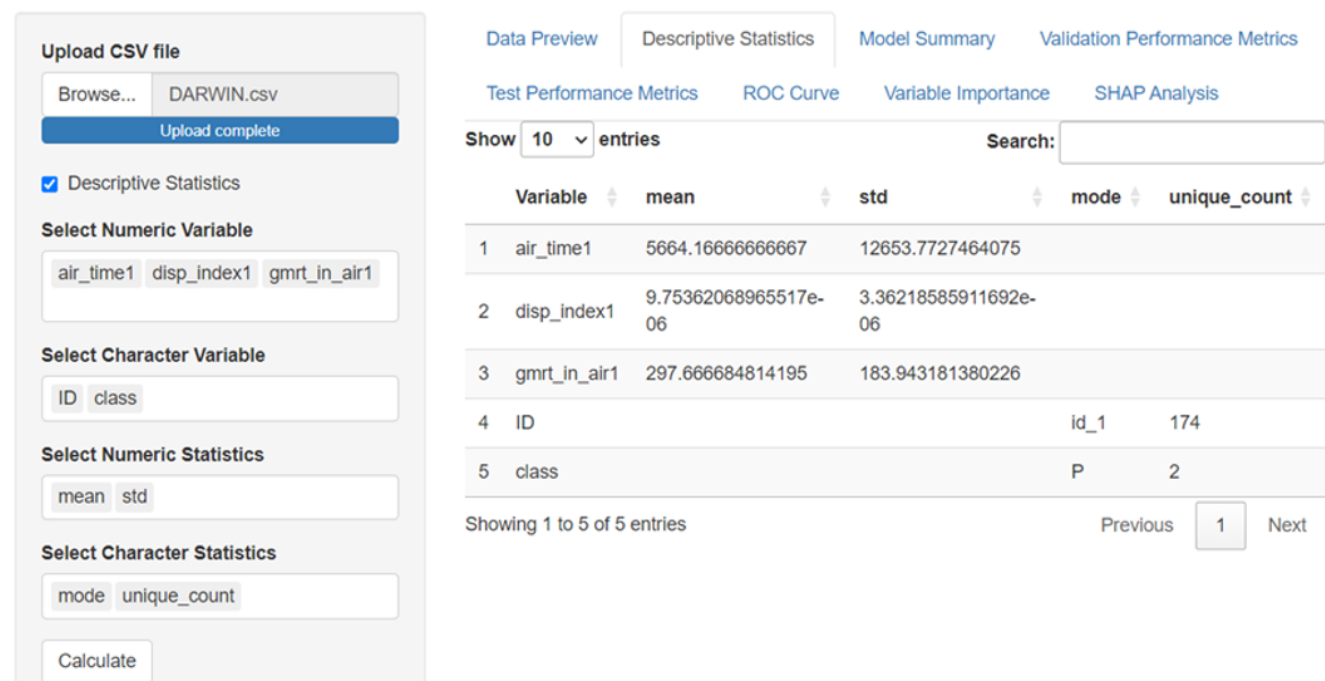 Upload CSV file
Browse... DARWIN.csv
Upload complete
Descriptive Statistics
Select Numeric Variable
air_time1 disp_index1 gmrt_in_air1
Select Character Variable
ID class
Select Numeric Statistics
mean std
Select Character Statistics
mode unique_count
Calculate
Data Preview Descriptive Statistics Model Summary Validation Performance Metrics
Test Performance Metrics ROC Curve Variable Importance SHAP Analysis
Show 10 entries Search:
Variable mean std mode unique_count
1 air_time1 5664.16666666667 12653.7727464075
2 disp_index1 9.75362068965517e-06 3.36218585911692e-06
3 gmrt_in_air1 297.666684814195 183.943181380226
4 ID id_1 174
5 class P 2
Showing 1 to 5 of 5 entries Previous 1 Next